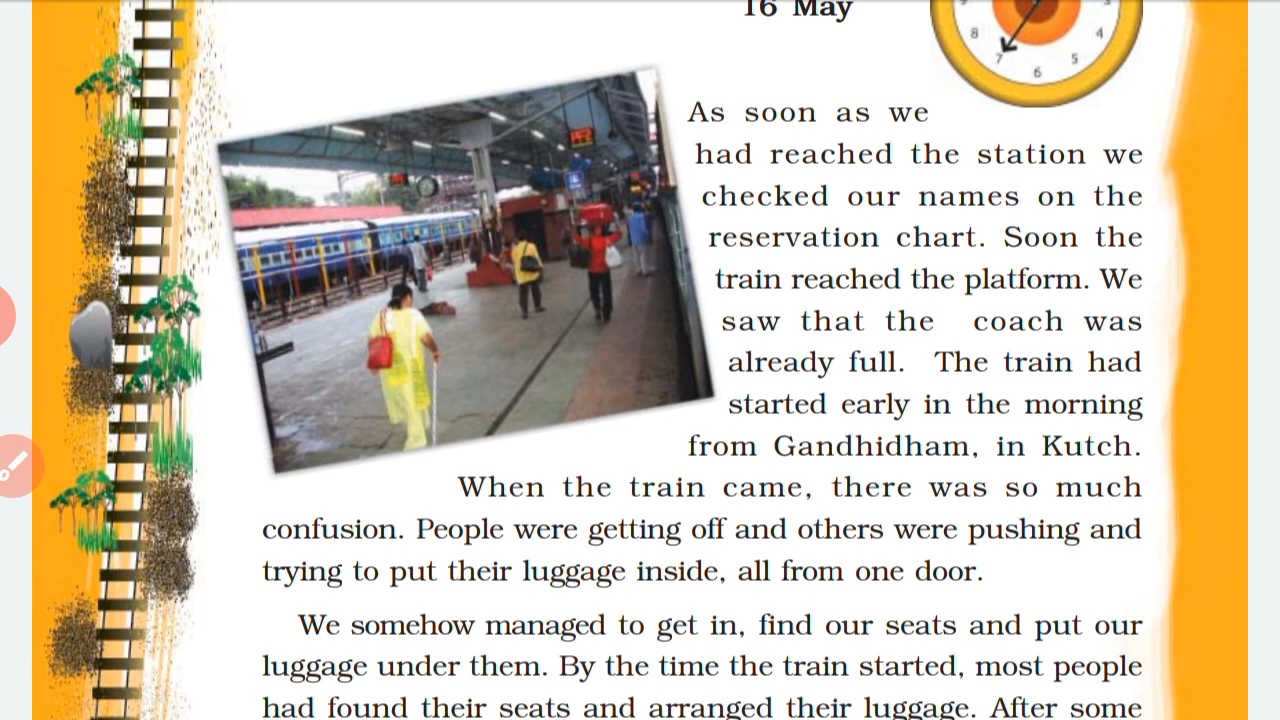 16 May
8
7
6
5
4
As soon as we
had reached the station we
checked our names on the
reservation chart. Soon the
train reached the platform. We
saw that the coach was
already full. The train had
started early in the morning
from Gandhidham, in Kutch.
When the train came, there was so much
confusion. People were getting off and others were pushing and
trying to put their luggage inside, all from one door.
We somehow managed to get in, find our seats and put our
luggage under them. By the time the train started, most people
had found their seats and arranged their luggage. After some